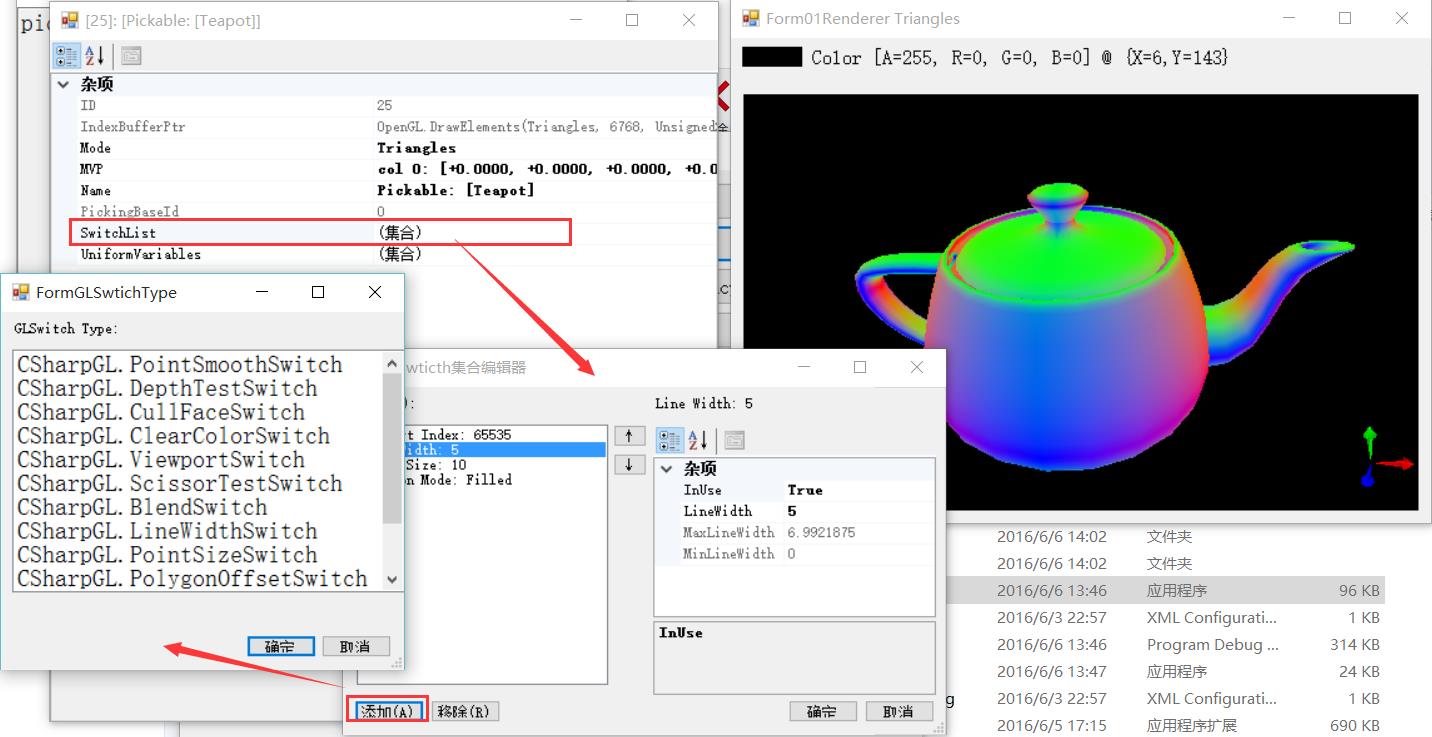 pic
[25]: [Pickable: [Teapot]]
杂项
ID 25
IndexBufferPtr OpenGL.DrawElements(Triangles, 6768, Unsigned
Mode Triangles
MVP col 0: [+0.0000, +0.0000, +0.0000, +0.0
Name Pickable: [Teapot]
PickingBaseId 0
SwitchList (集合)
UniformVariables (集合)
Form01Renderer Triangles
Color [A=255, R=0, G=0, B=0] @ {X=6,Y=143}
FormGLSwtichType
GLSwitch Type:
CSharpGL.PointSmoothSwitch
CSharpGL.DepthTestSwitch
CSharpGL.CullFaceSwitch
CSharpGL.ClearColorSwitch
CSharpGL.ViewportSwitch
CSharpGL.ScissorTestSwitch
CSharpGL.BlendSwitch
CSharpGL.LineWidthSwitch
CSharpGL.PointSizeSwitch
CSharpGL.PolygonOffsetSwitch
确定 取消
wticth集合编辑器
):
t Index: 65535
idth: 5
Size: 10
on Mode: Filled
Line Width: 5
杂项
InUse True
LineWidth 5
MaxLineWidth 6.9921875
MinLineWidth 0
InUse
添加(A) 移除(R)
确定 取消
2016/6/6 14:02 文件夹
2016/6/6 14:02 文件夹
2016/6/6 13:46 应用程序 96 KB
2016/6/3 22:57 XML Configurati... 1 KB
2016/6/6 13:46 Program Debug ... 314 KB
2016/6/6 13:47 应用程序 24 KB
g 2016/6/3 22:57 XML Configurati... 1 KB
2016/6/5 17:15 应用程序扩展 690 KB